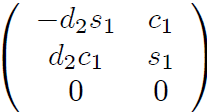 -d₂s₁ c₁
d₂c₁ s₁
0 0